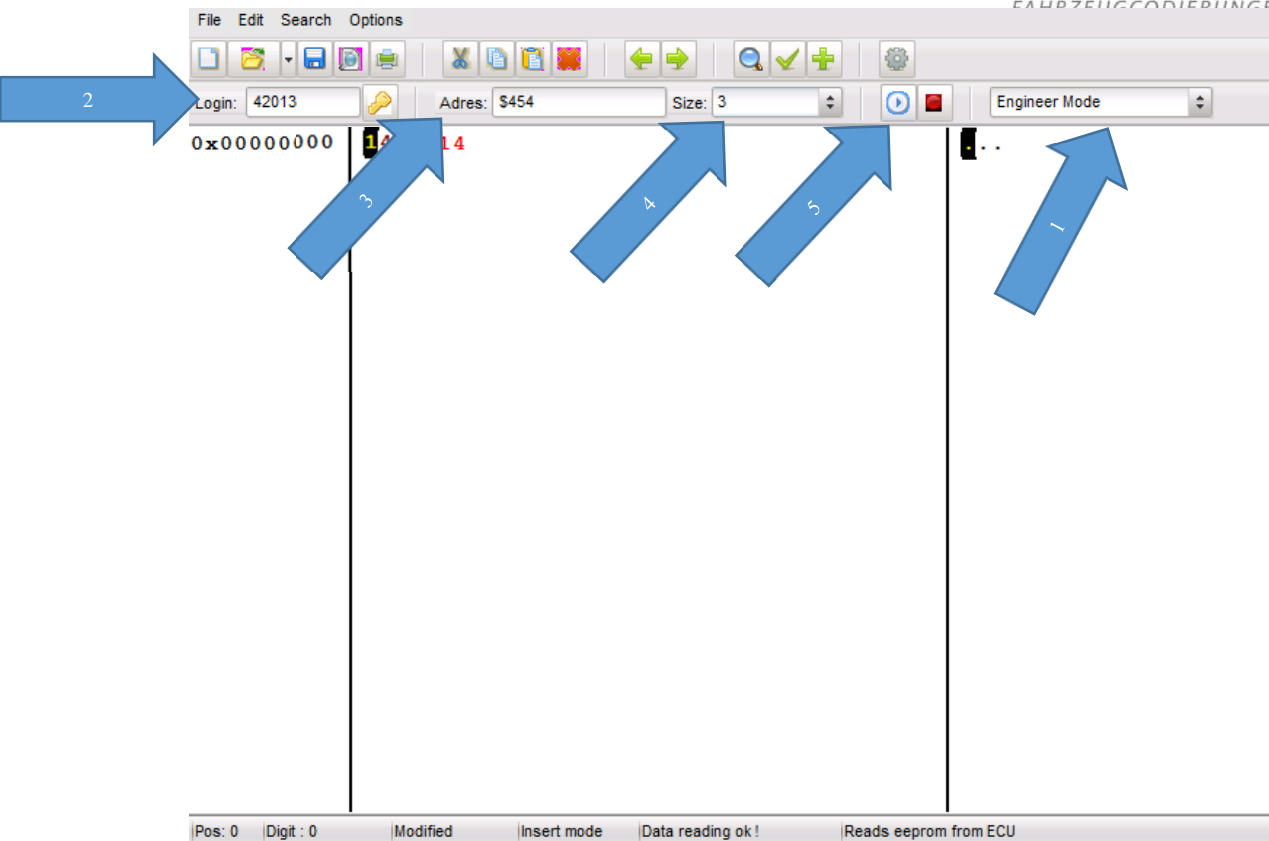 FAHRZEUGCODIERUNGE
File Edit Search Options
2
Login: 42013 Adres: $454 Size: 3 Engineer Mode
0x00000000 14 14 . . .
3 4 5 1
Pos: 0 Digit : 0 Modified Insert mode Data reading ok ! Reads eeprom from ECU